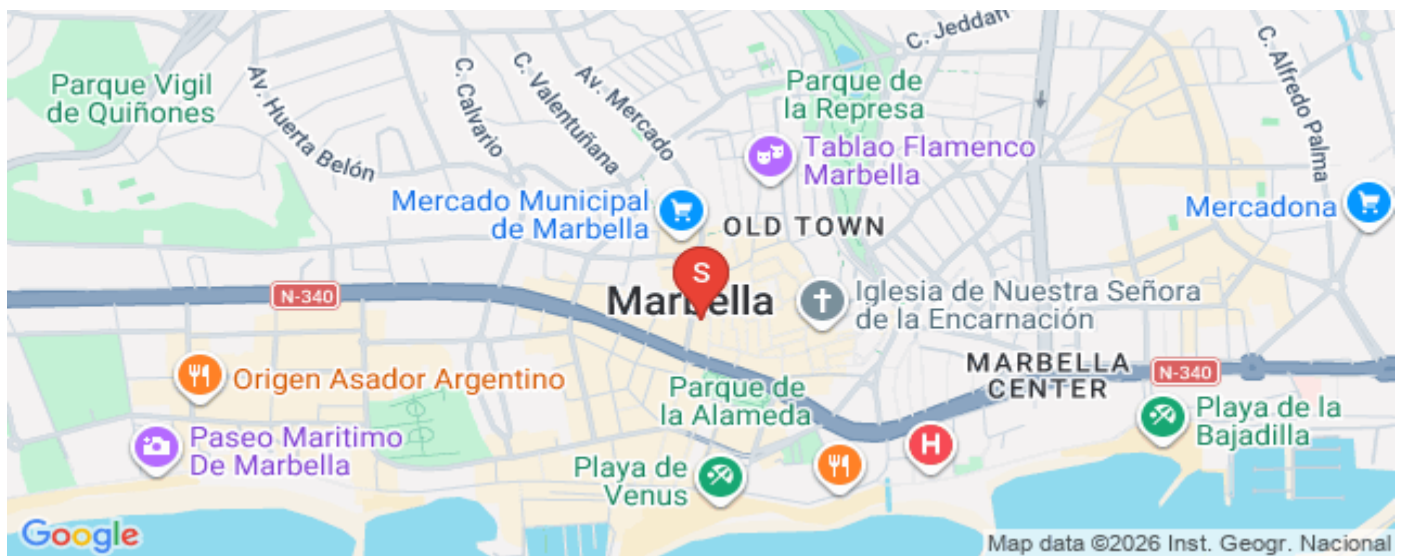 C. Jeddah
Parque Vigil
de Quiñones
Av. Huerta Belón
C. Calvario
C. Valentuñana
Av. Mercado
Parque de
la Represa
C. Alfredo Palma
Tablao Flamenco
Marbella
Mercado Municipal
de Marbella
OLD TOWN
Mercadona
S
Marbella
N-340
Iglesia de Nuestra Señora
de la Encarnación
MARBELLA
CENTER
N-340
Origen Asador Argentino
Parque de
la Alameda
Paseo Maritimo
De Marbella
Playa de la
Bajadilla
H
Playa de
Venus
Google
Map data ©2026 Inst. Geogr. Nacional